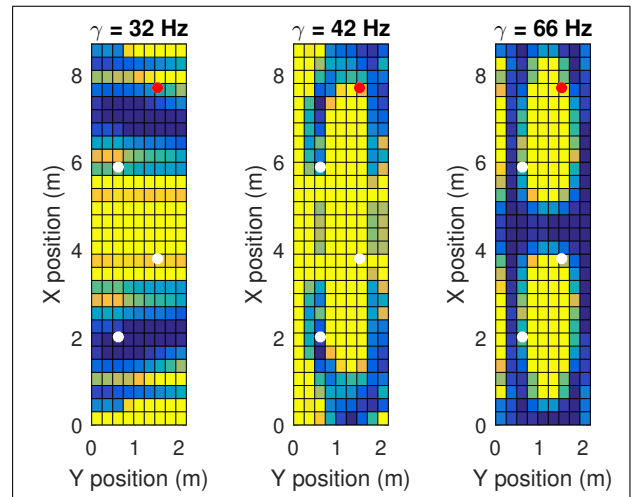 γ = 32 Hz
γ = 42 Hz
γ = 66 Hz
X position (m)
8
6
4
2
0
0
1
2
Y position (m)
X position (m)
8
6
4
2
0
0
1
2
Y position (m)
X position (m)
8
6
4
2
0
0
1
2
Y position (m)